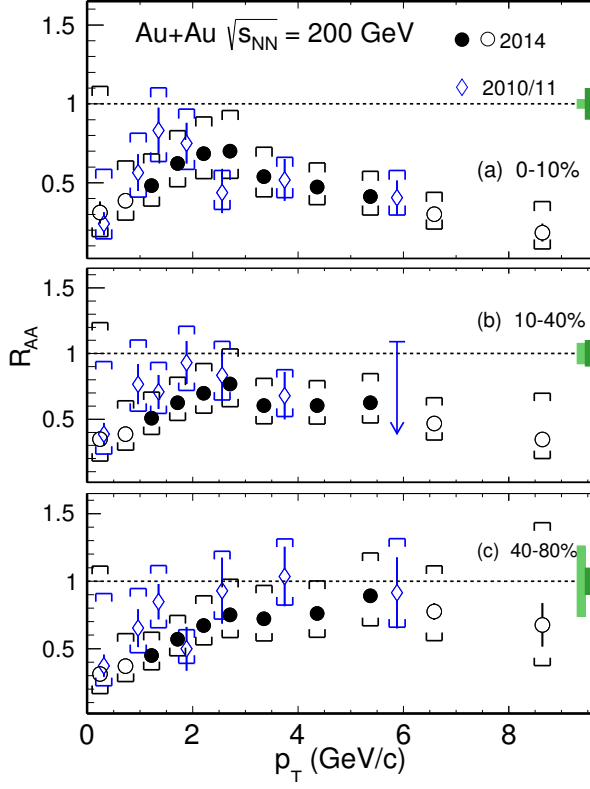 Au+Au √sNN = 200 GeV
2014
2010/11
1.5
1
0.5
(a) 0-10%
1.5
1
0.5
(b) 10-40%
RAA
1.5
1
0.5
(c) 40-80%
0 2 4 6 8
pT (GeV/c)